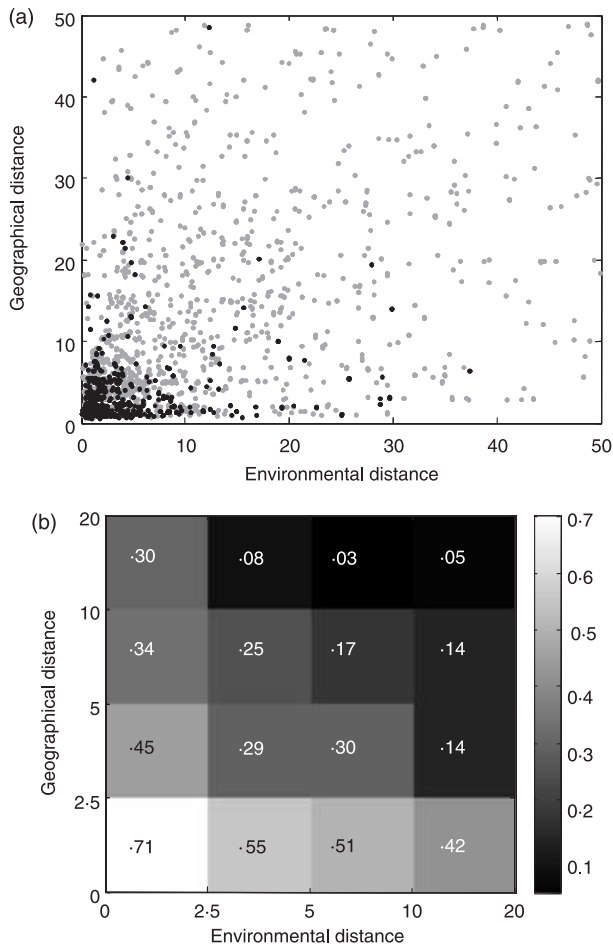 (a)
50
40
30
20
10
0
Geographical distance
0 10 20 30 40 50
Environmental distance
(b)
20
10
5
2·5
0
Geographical distance
·30 ·08 ·03 ·05
·34 ·25 ·17 ·14
·45 ·29 ·30 ·14
·71 ·55 ·51 ·42
0 2·5 5 10 20
Environmental distance
0·7
0·6
0·5
0·4
0·3
0·2
0·1